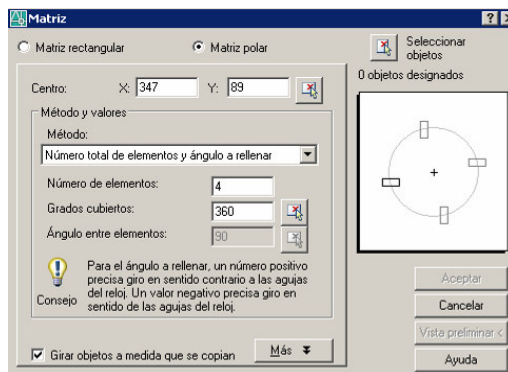 Matriz
Matriz rectangular
Matriz polar
Seleccionar
objetos
0 objetos designados
Centro: X: 347 Y: 89
Método y valores
Método:
Número total de elementos y ángulo a rellenar
Número de elementos: 4
Grados cubiertos: 360
Ángulo entre elementos: 90
Consejo
Para el ángulo a rellenar, un número positivo
precisa giro en sentido contrario a las agujas
del reloj. Un valor negativo precisa giro en
sentido de las agujas del reloj.
Girar objetos a medida que se copian
Más
Aceptar
Cancelar
Vista preliminar <
Ayuda